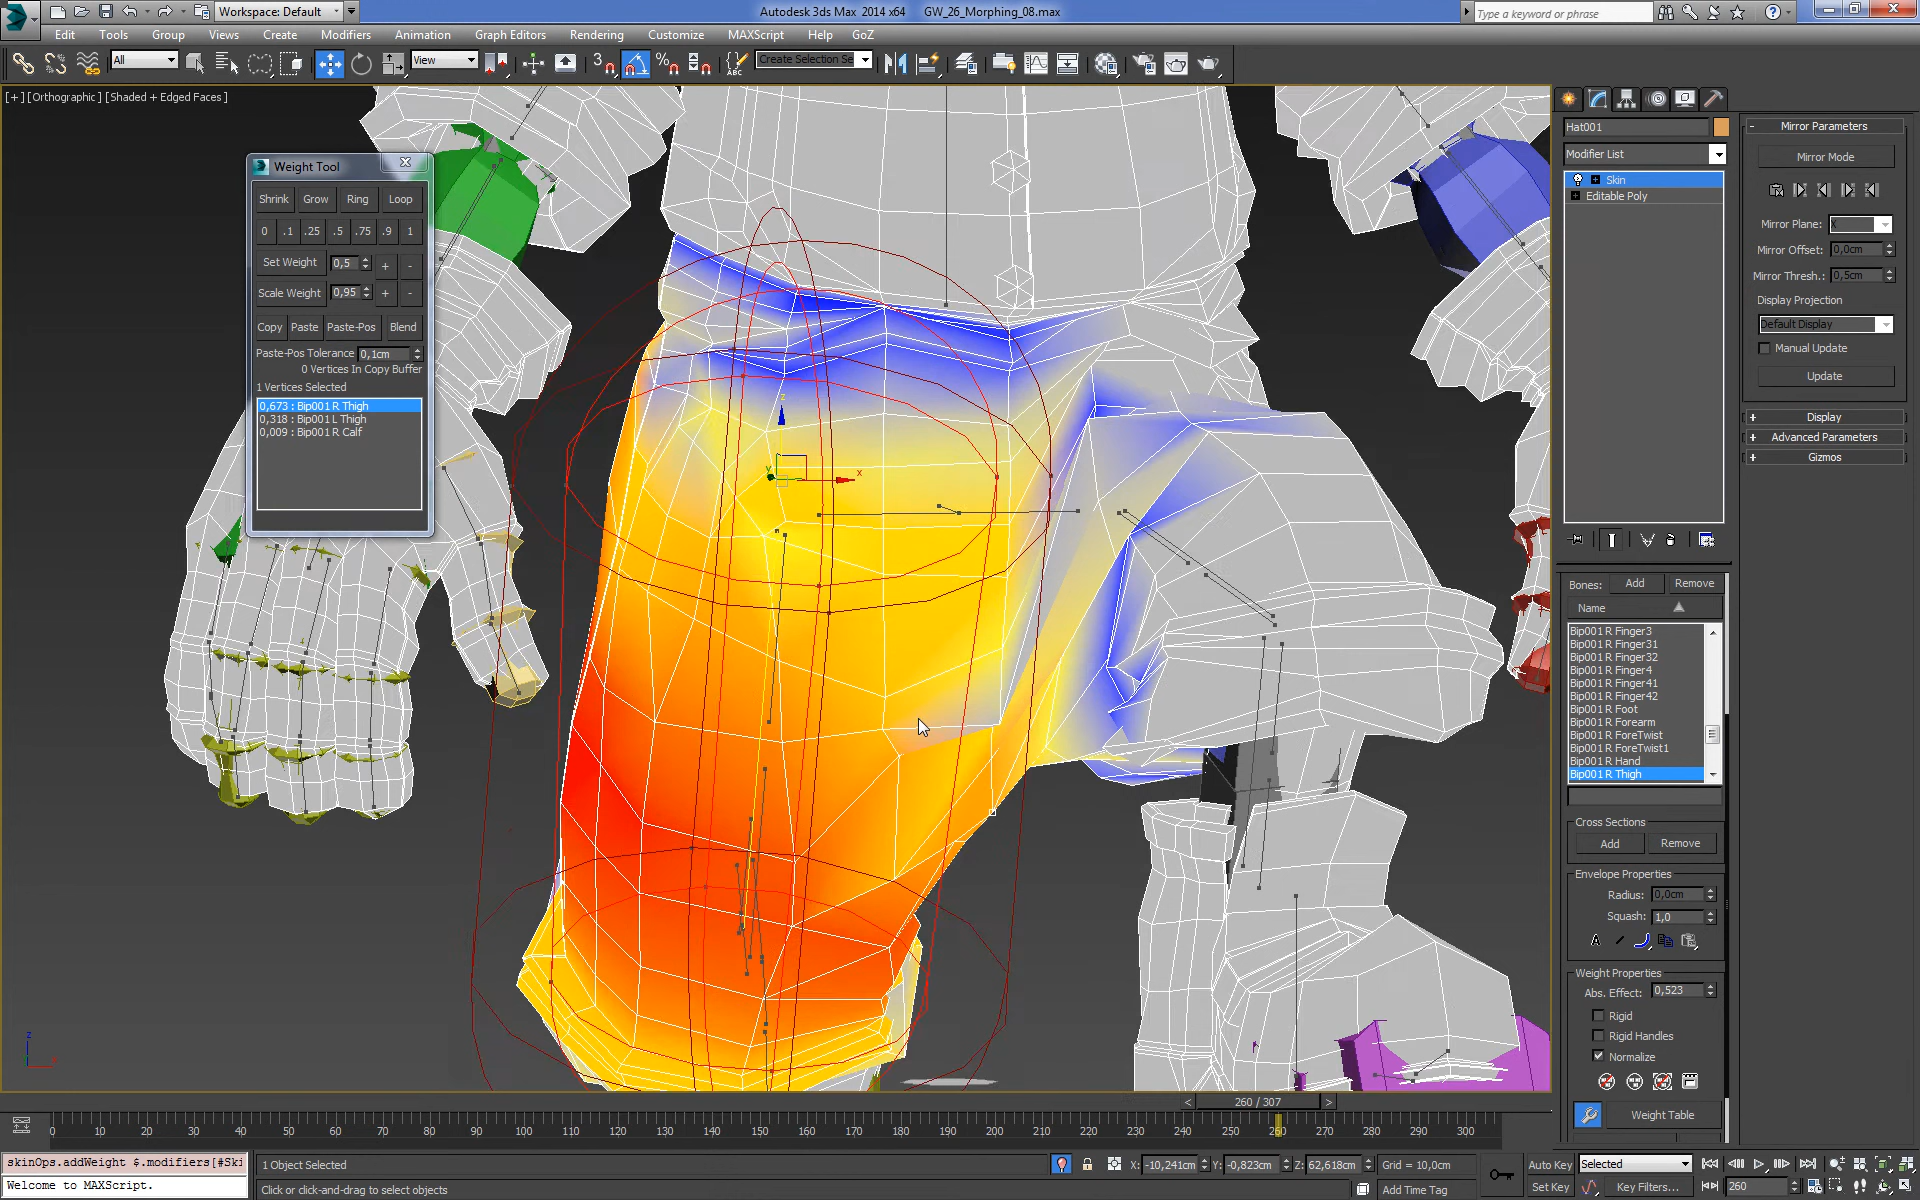 Workspace: Default
Autodesk 3ds Max 2014 x64 GW_26_Morphing_08.max
Type a keyword or phrase
Edit Tools Group Views Create Modifiers Animation Graph Editors Rendering Customize MAXScript Help GoZ
All View 3 Create Selection Se
[+] [Orthographic ] [Shaded + Edged Faces ]
Weight Tool
Shrink Grow Ring Loop
0 .1 .25 .5 .75 .9 1
Set Weight 0,5 + -
Scale Weight 0,95 + -
Copy Paste Paste-Pos Blend
Paste-Pos Tolerance 0,1cm
0 Vertices In Copy Buffer
1 Vertices Selected
0,673 : Bip001 R Thigh
0,318 : Bip001 L Thigh
0,009 : Bip001 R Calf
z
y
x
Hat001
Modifier List
Skin
Editable Poly
Bones: Add Remove
Name
Bip001 R Finger3
Bip001 R Finger31
Bip001 R Finger32
Bip001 R Finger4
Bip001 R Finger41
Bip001 R Finger42
Bip001 R Foot
Bip001 R Forearm
Bip001 R ForeTwist
Bip001 R ForeTwist1
Bip001 R Hand
Bip001 R Thigh
Cross Sections
Add Remove
Envelope Properties
Radius: 0,0cm
Squash: 1,0
Weight Properties
Abs. Effect: 0,523
Rigid
Rigid Handles
Normalize
Weight Table
Mirror Parameters
Mirror Mode
Mirror Plane: X
Mirror Offset: 0,0cm
Mirror Thresh.: 0,5cm
Display Projection
Default Display
Manual Update
Update
Display
Advanced Parameters
Gizmos
260 / 307
0 10 20 30 40 50 60 70 80 90 100 110 120 130 140 150 160 170 180 190 200 210 220 230 240 250 260 270 280 290 300
skinOps.addWeight $.modifiers[#Ski
Welcome to MAXScript.
1 Object Selected
Click or click-and-drag to select objects
X: -10,241cm Y: -0,823cm Z: 62,618cm Grid = 10,0cm
Add Time Tag
Auto Key Selected
Set Key Key Filters... 260